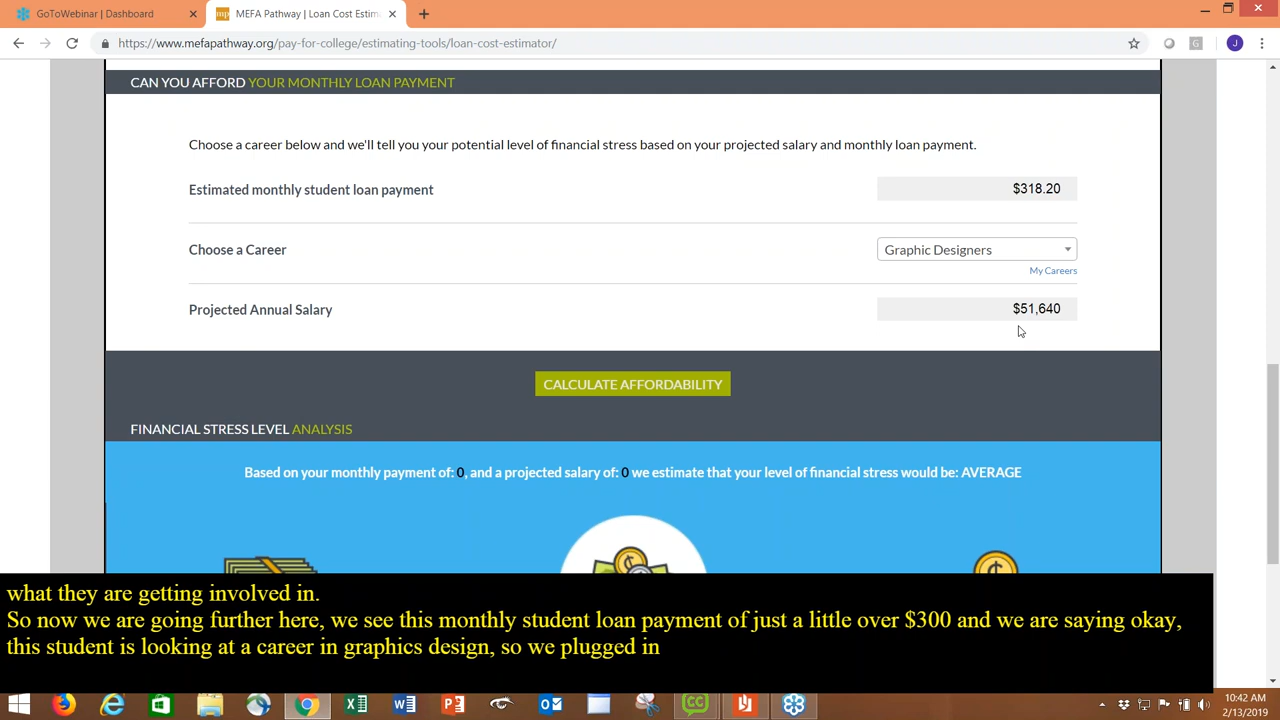 GoToWebinar | Dashboard
MEFA Pathway | Loan Cost Estim
https://www.mefapathway.org/pay-for-college/estimating-tools/loan-cost-estimator/
G
J
CAN YOU AFFORD YOUR MONTHLY LOAN PAYMENT
Choose a career below and we'll tell you your potential level of financial stress based on your projected salary and monthly loan payment.
Estimated monthly student loan payment $318.20
Choose a Career Graphic Designers
My Careers
Projected Annual Salary $51,640
CALCULATE AFFORDABILITY
FINANCIAL STRESS LEVEL ANALYSIS
Based on your monthly payment of: 0, and a projected salary of: 0 we estimate that your level of financial stress would be: AVERAGE
what they are getting involved in.
So now we are going further here, we see this monthly student loan payment of just a little over $300 and we are saying okay,
this student is looking at a career in graphics design, so we plugged in
10:42 AM
2/13/2019